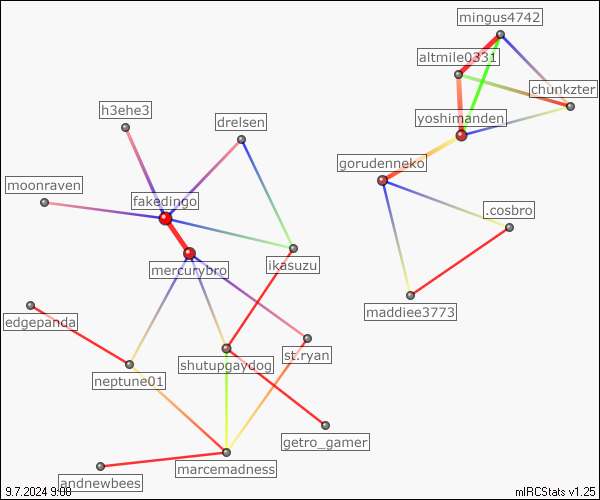 mingus4742
altmile0331
chunkzter
h3ehe3
drelsen
yoshimanden
gorudenneko
moonraven
fakedingo
.cosbro
mercurybro
ikasuzu
maddiee3773
edgepanda
st.ryan
shutupgaydog
neptune01
getro_gamer
marcemadness
andnewbees
9.7.2024 9:00
mIRCStats v1.25